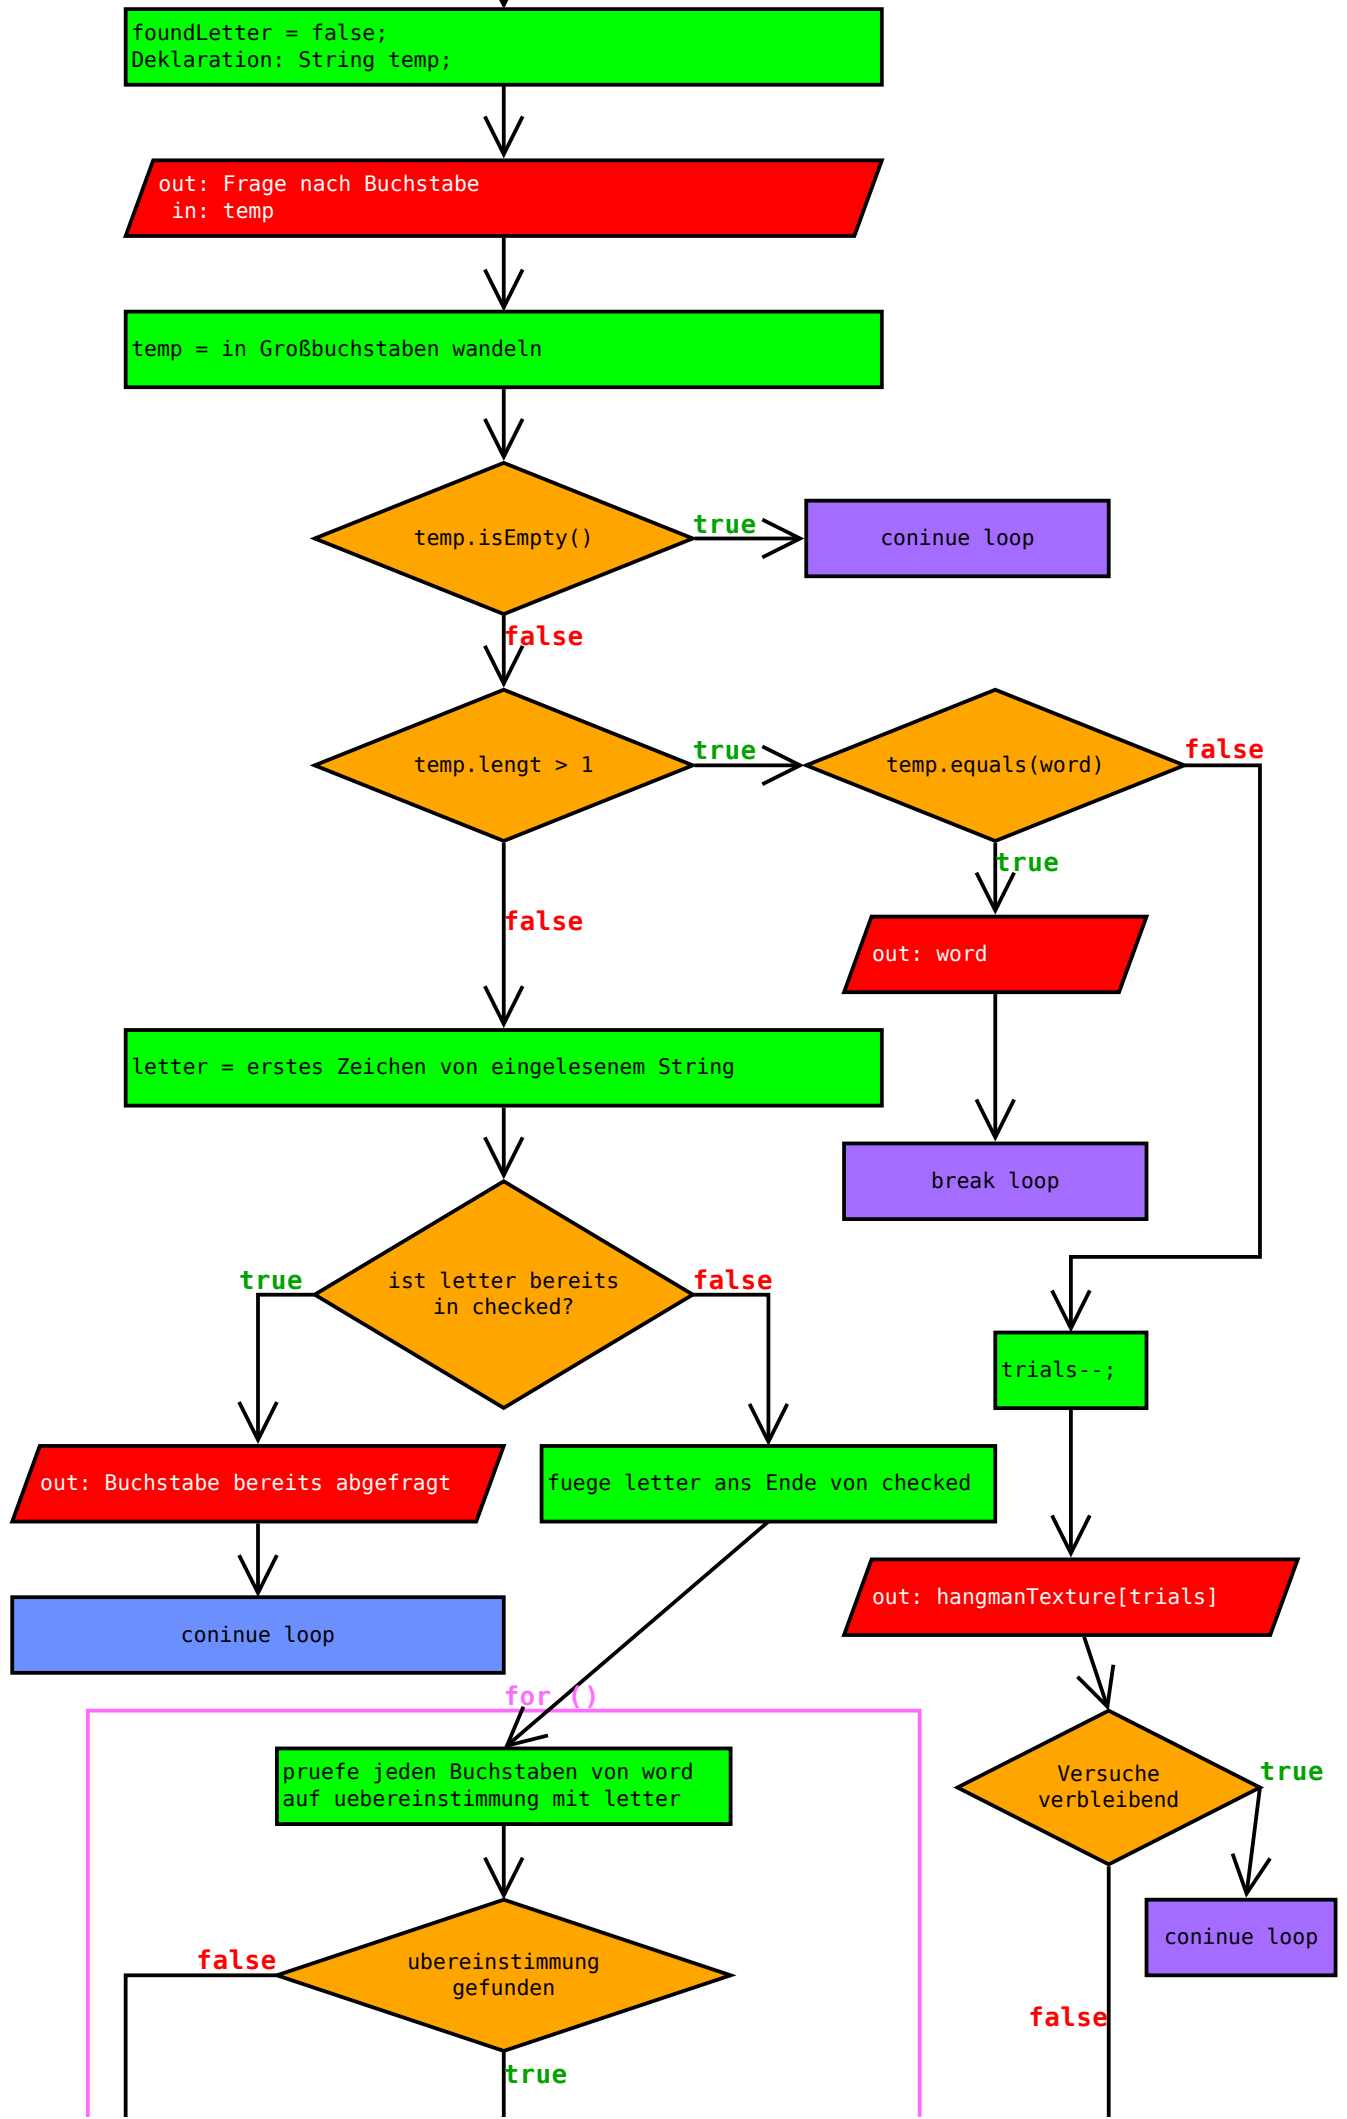 foundLetter = false;
Deklaration: String temp;
out: Frage nach Buchstabe
in: temp
temp = in Großbuchstaben wandeln
temp.isEmpty()
true
coninue loop
false
temp.lengt > 1
true
temp.equals(word)
false
true
false
out: word
letter = erstes Zeichen von eingelesenem String
break loop
ist letter bereits
in checked?
true
false
trials--;
out: Buchstabe bereits abgefragt
fuege letter ans Ende von checked
out: hangmanTexture[trials]
coninue loop
for ()
pruefe jeden Buchstaben von word
auf uebereinstimmung mit letter
Versuche
verbleibend
true
coninue loop
false
ubereinstimmung
gefunden
false
true